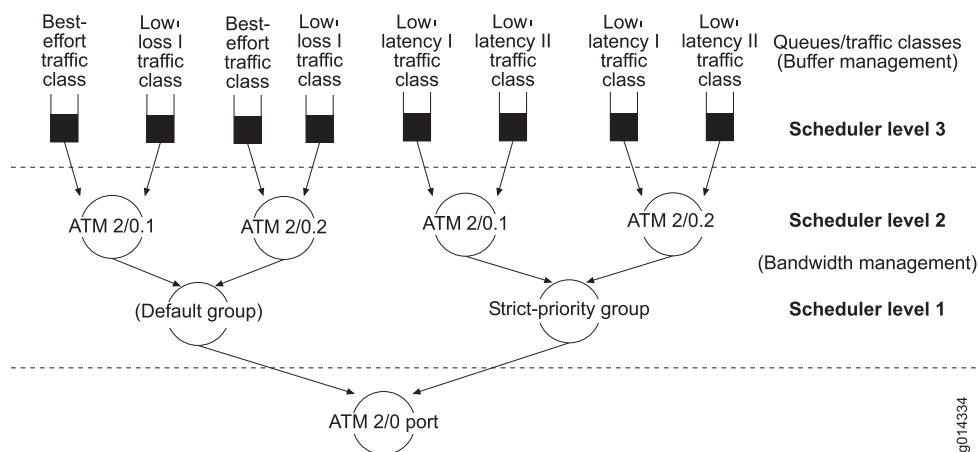 Best-
effort
traffic
class
Low-
loss I
traffic
class
Best-
effort
traffic
class
Low-
loss I
traffic
class
Low-
latency I
traffic
class
Low-
latency II
traffic
class
Low-
latency I
traffic
class
Low-
latency II
traffic
class
Queues/traffic classes
(Buffer management)
Scheduler level 3
ATM 2/0.1
ATM 2/0.2
ATM 2/0.1
ATM 2/0.2
Scheduler level 2
(Bandwidth management)
(Default group)
Strict-priority group
Scheduler level 1
ATM 2/0 port
g014334